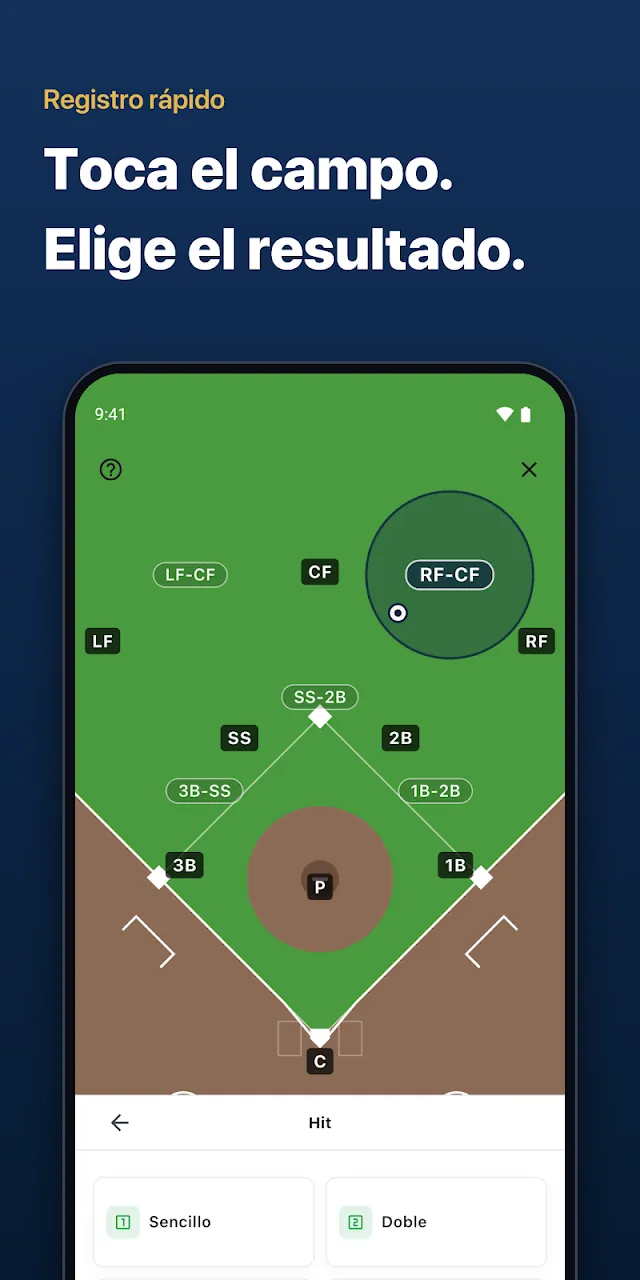 Registro rápido
Toca el campo.
Elige el resultado.
9:41
LF-CF
CF
RF-CF
LF
RF
SS-2B
SS
2B
3B-SS
1B-2B
3B
1B
P
C
Hit
1 Sencillo
2 Doble